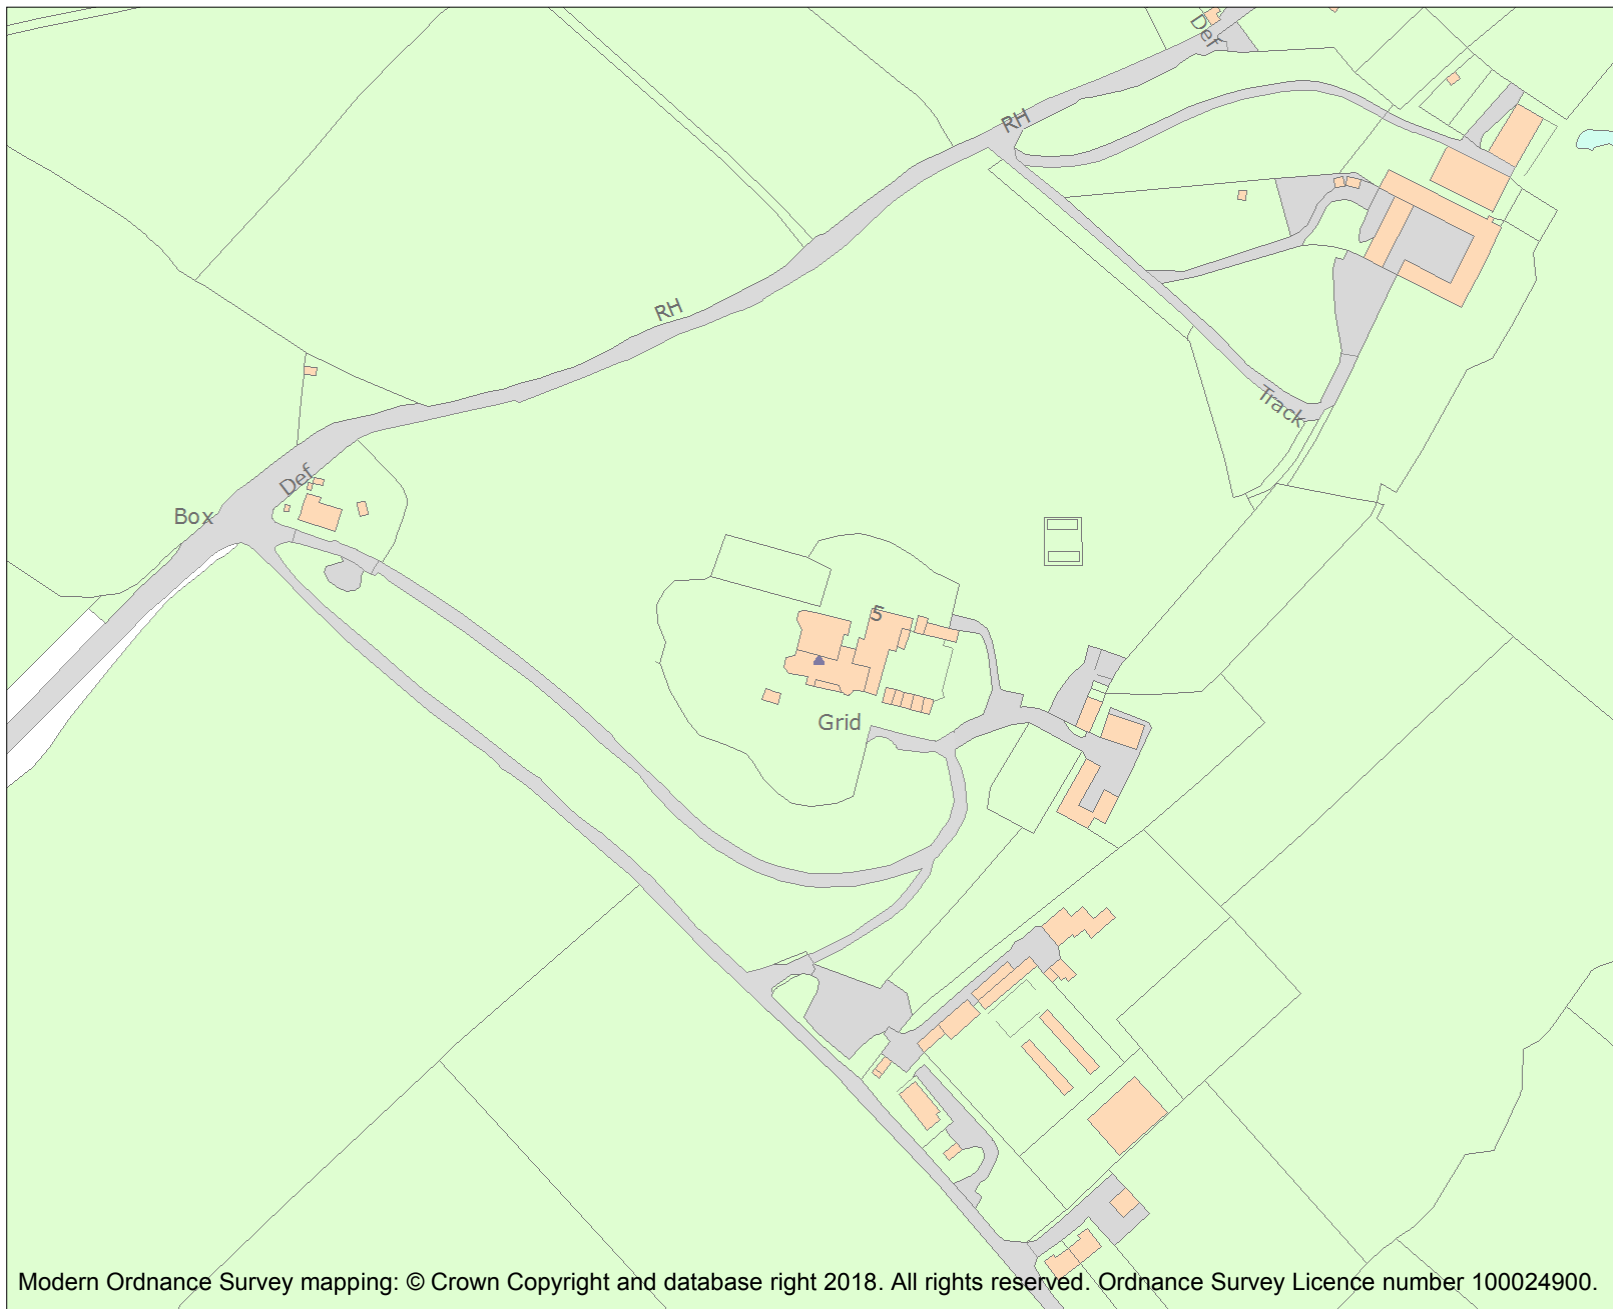 Def
RH
RH
Track
Def
Box
5
Grid
Modern Ordnance Survey mapping: © Crown Copyright and database right 2018. All rights reserved. Ordnance Survey Licence number 100024900.